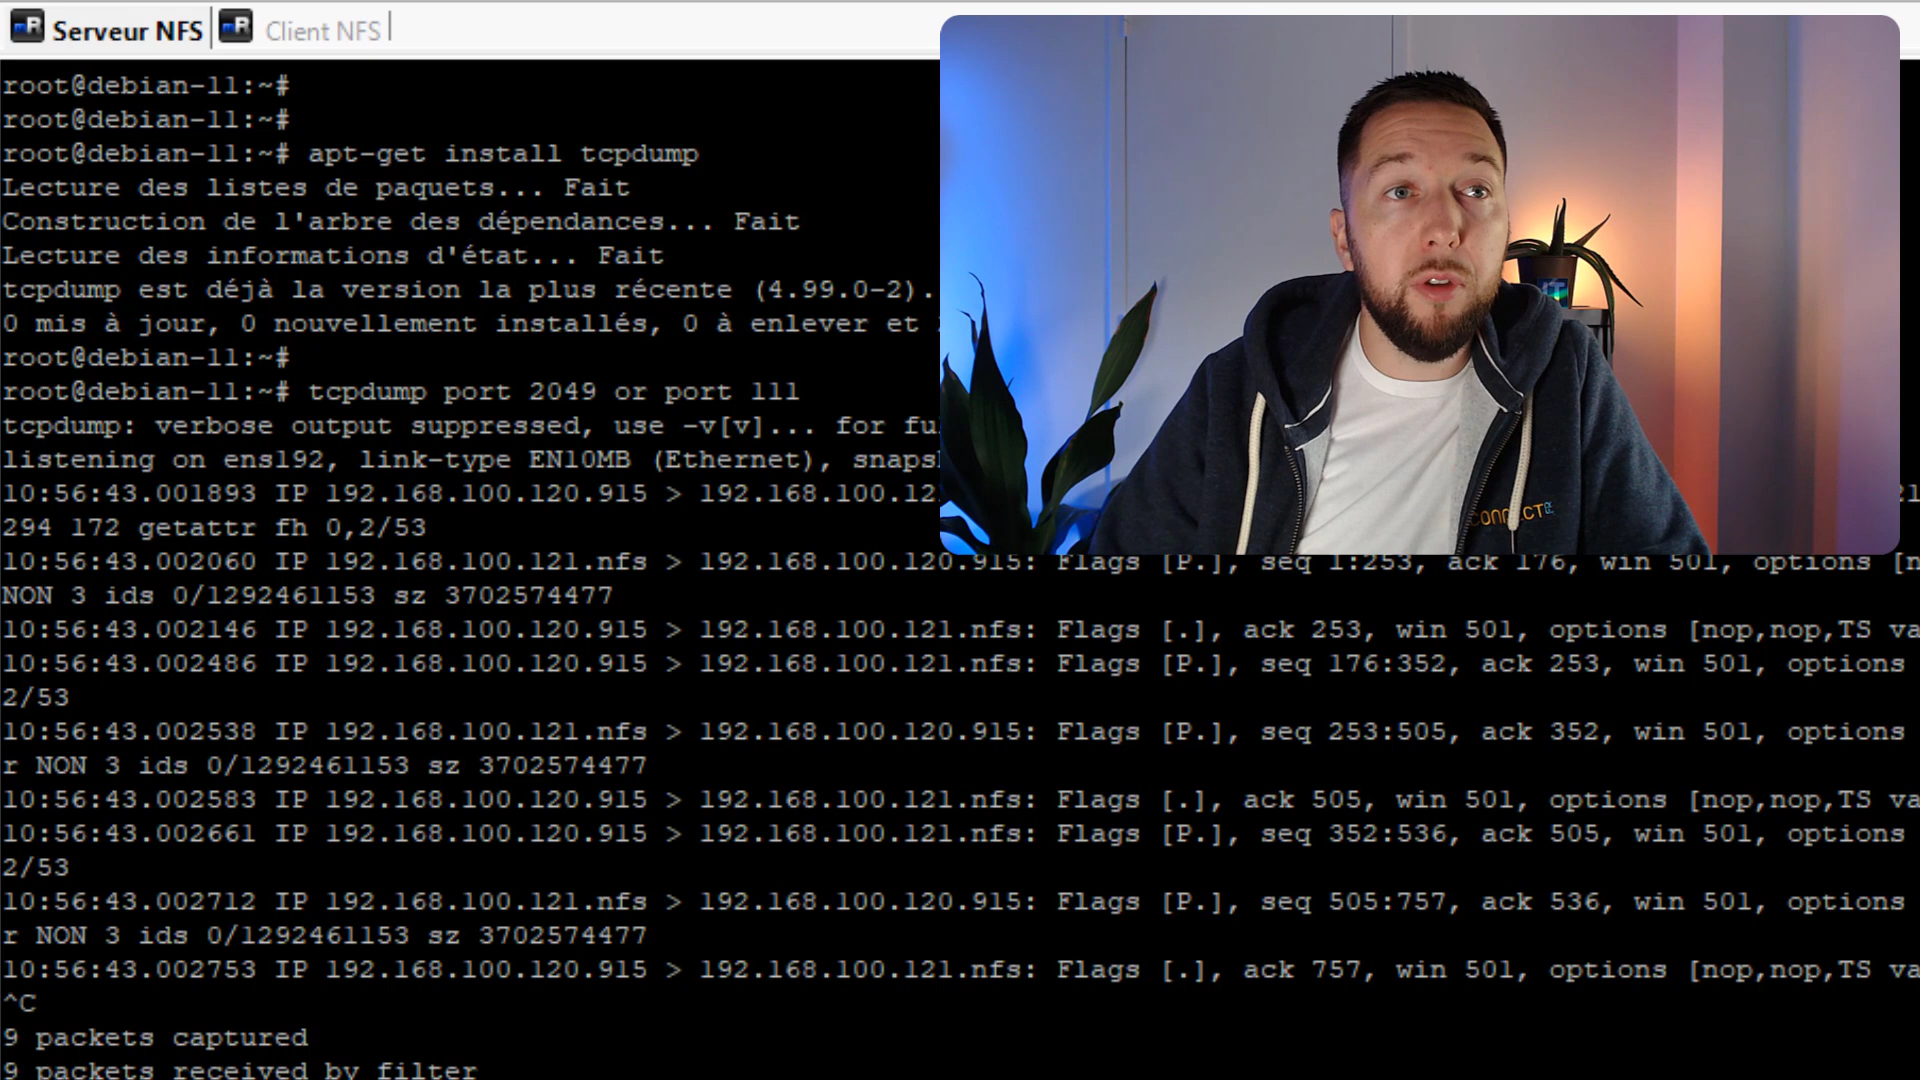 Serveur NFS
Client NFS
root@debian-11:~#
root@debian-11:~#
root@debian-11:~# apt-get install tcpdump
Lecture des listes de paquets... Fait
Construction de l'arbre des dépendances... Fait
Lecture des informations d'état... Fait
tcpdump est déjà la version la plus récente (4.99.0-2).
0 mis à jour, 0 nouvellement installés, 0 à enlever et
root@debian-11:~#
root@debian-11:~# tcpdump port 2049 or port 111
tcpdump: verbose output suppressed, use -v[v]... for fu
listening on ens192, link-type EN10MB (Ethernet), snaps
10:56:43.001893 IP 192.168.100.120.915 > 192.168.100.12
294 172 getattr fh 0,2/53
10:56:43.002060 IP 192.168.100.121.nfs > 192.168.100.120.915: Flags [P.], seq 1:253, ack 176, win 501, options [n
NON 3 ids 0/1292461153 sz 3702574477
10:56:43.002146 IP 192.168.100.120.915 > 192.168.100.121.nfs: Flags [.], ack 253, win 501, options [nop,nop,TS va
10:56:43.002486 IP 192.168.100.120.915 > 192.168.100.121.nfs: Flags [P.], seq 176:352, ack 253, win 501, options
2/53
10:56:43.002538 IP 192.168.100.121.nfs > 192.168.100.120.915: Flags [P.], seq 253:505, ack 352, win 501, options
r NON 3 ids 0/1292461153 sz 3702574477
10:56:43.002583 IP 192.168.100.120.915 > 192.168.100.121.nfs: Flags [.], ack 505, win 501, options [nop,nop,TS va
10:56:43.002661 IP 192.168.100.120.915 > 192.168.100.121.nfs: Flags [P.], seq 352:536, ack 505, win 501, options
2/53
10:56:43.002712 IP 192.168.100.121.nfs > 192.168.100.120.915: Flags [P.], seq 505:757, ack 536, win 501, options
r NON 3 ids 0/1292461153 sz 3702574477
10:56:43.002753 IP 192.168.100.120.915 > 192.168.100.121.nfs: Flags [.], ack 757, win 501, options [nop,nop,TS va
^C
9 packets captured
9 packets received by filter
IT